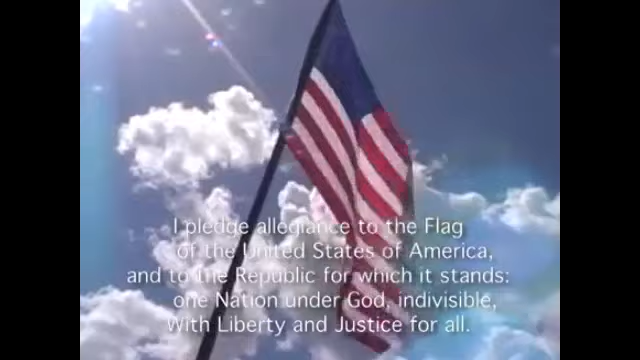 I pledge allegiance to the Flag
of the United States of America,
and to the Republic for which it stands:
one Nation under God, indivisible,
With Liberty and Justice for all.